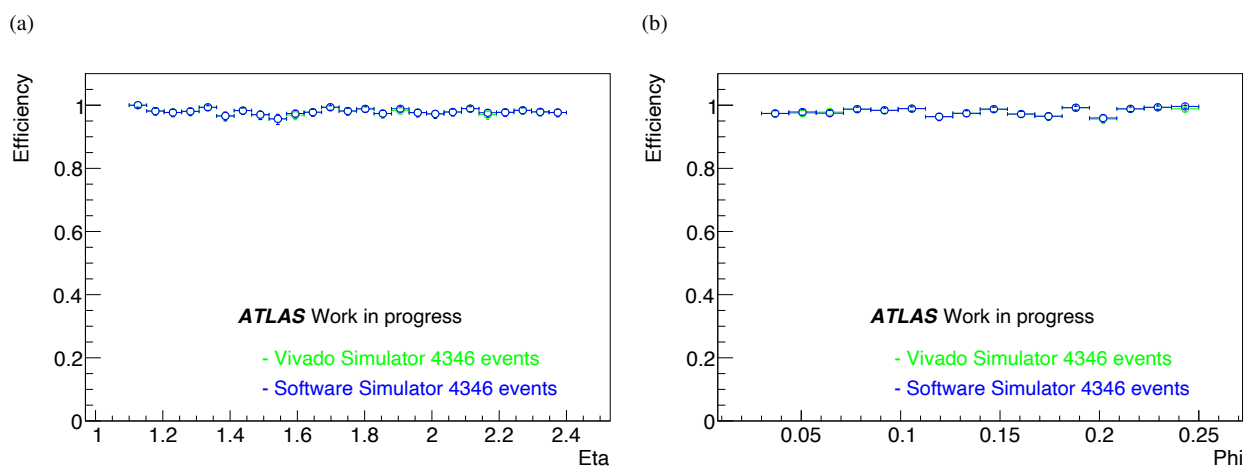 (a)
Efficiency
1
0.8
0.6
0.4
0.2
0
ATLAS Work in progress
- Vivado Simulator 4346 events
- Software Simulator 4346 events
1 1.2 1.4 1.6 1.8 2 2.2 2.4
Eta
(b)
Efficiency
1
0.8
0.6
0.4
0.2
0
ATLAS Work in progress
- Vivado Simulator 4346 events
- Software Simulator 4346 events
0.05 0.1 0.15 0.2 0.25
Phi